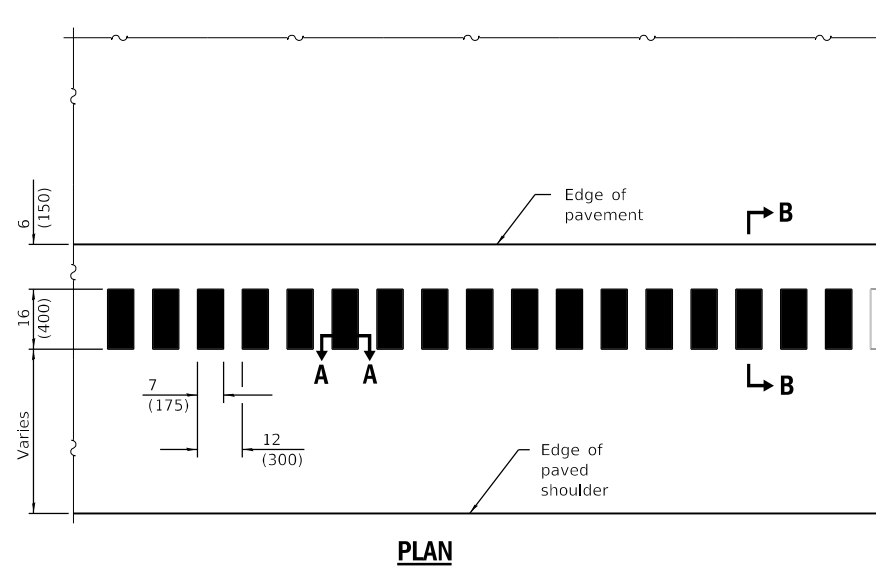 Edge of
pavement
B
6
(150)
16
(400)
A A
7
(175)
B
12
(300)
Varies
Edge of
paved
shoulder
PLAN